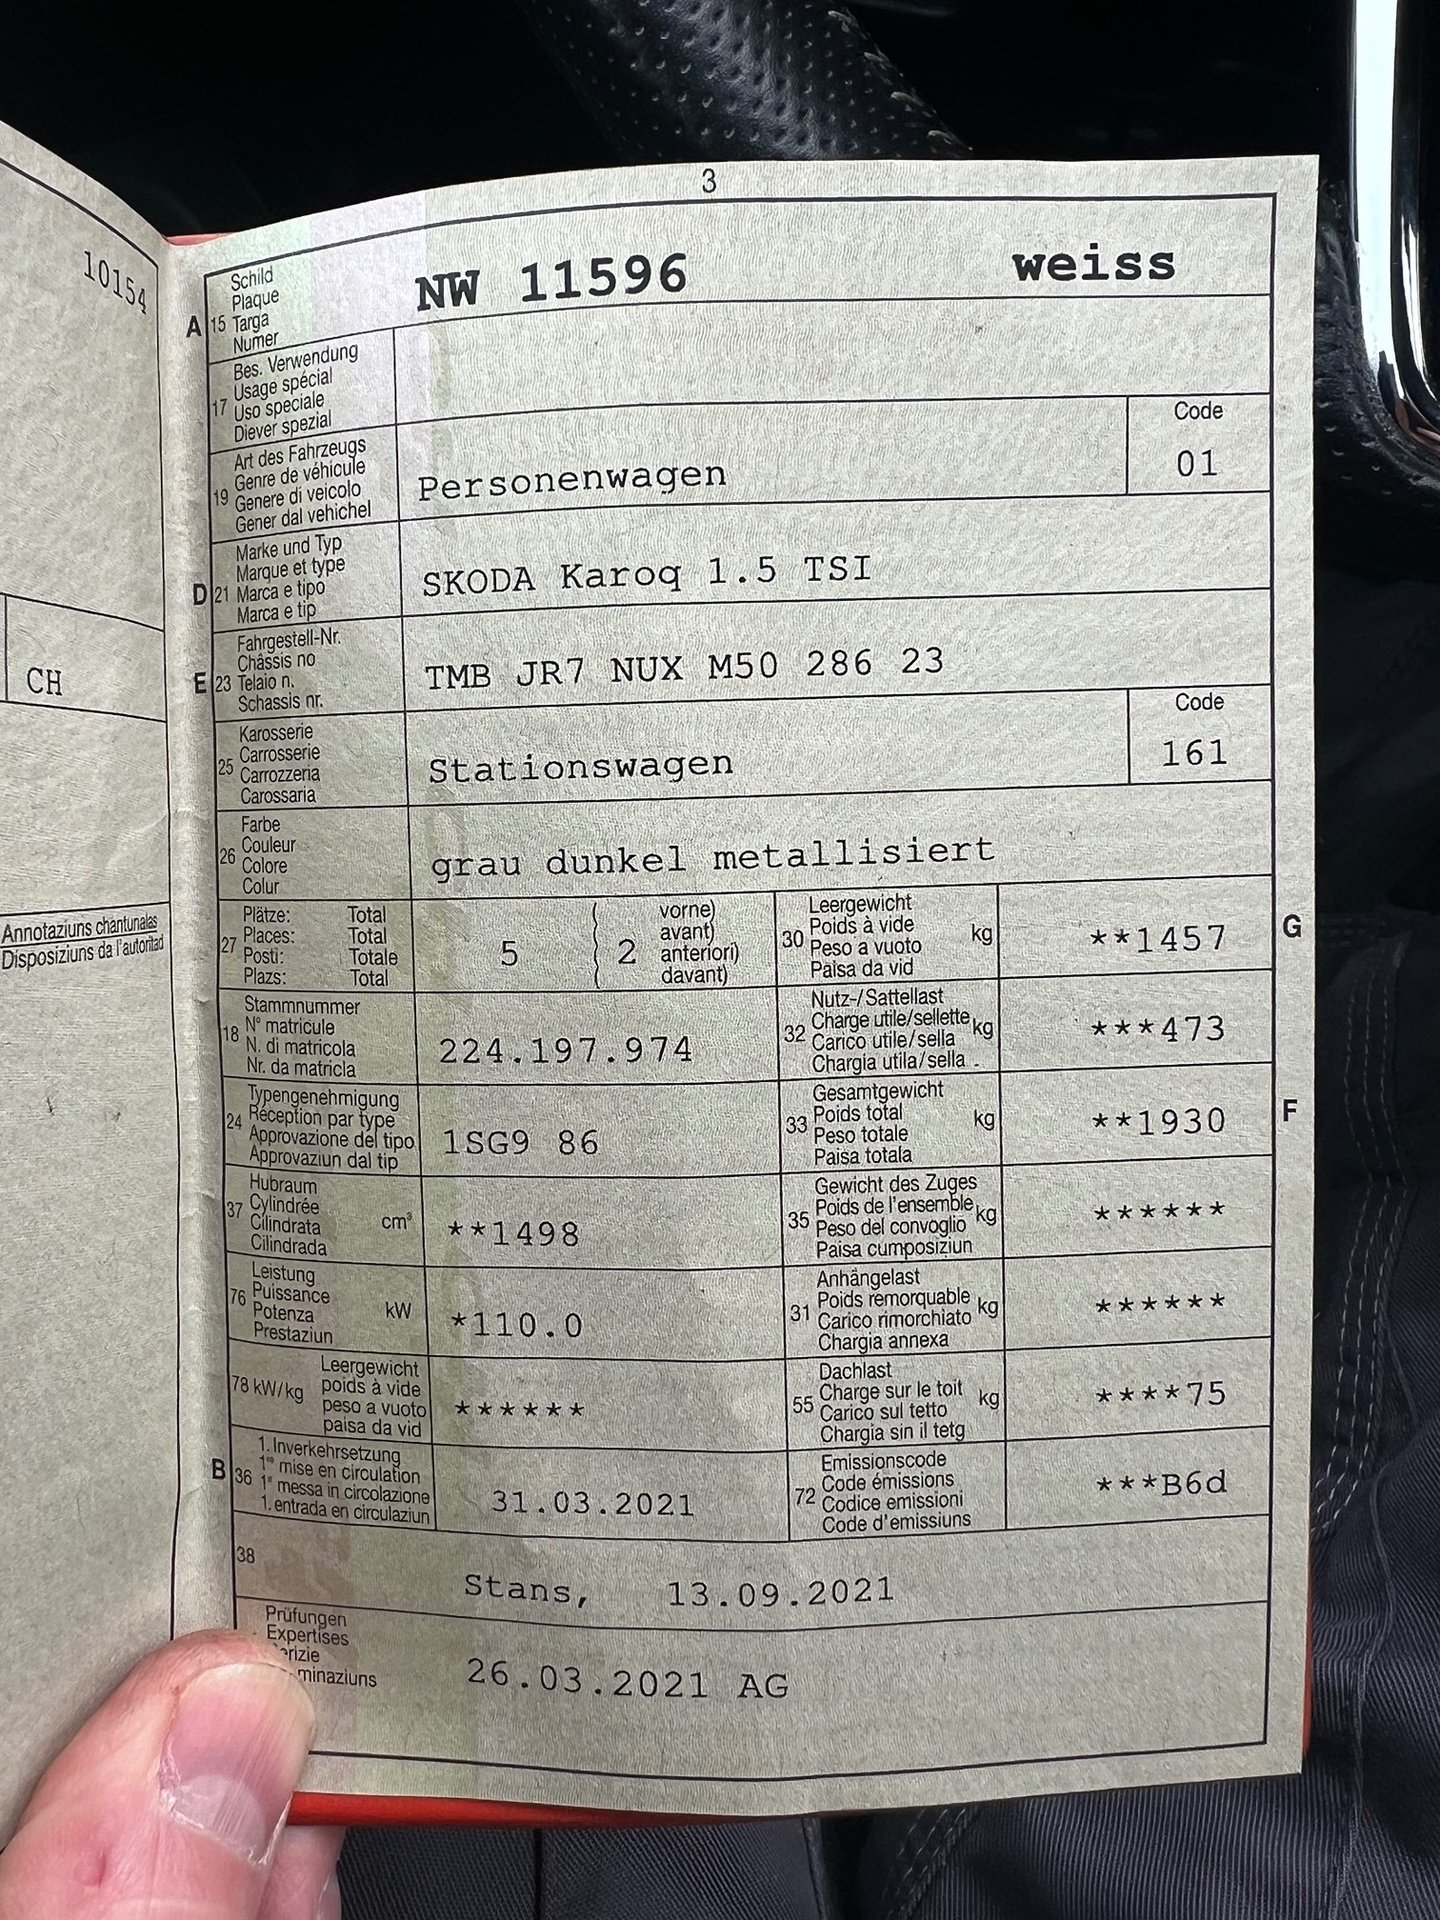 10154
CH
Annotaziuns chantunalas
Disposiziuns da l'autoritad
3
A 15 Schild
Plaque
Targa
Numer
NW 11596 weiss
17 Bes. Verwendung
Usage spécial
Uso speciale
Diever spezial
19 Art des Fahrzeugs
Genre de véhicule
Genere di veicolo
Gener dal vehichel
Personenwagen
Code
01
D 21 Marke und Typ
Marque et type
Marca e tipo
Marca e tip
SKODA Karoq 1.5 TSI
E 23 Fahrgestell-Nr.
Châssis no
Telaio n.
Schassis nr.
TMB JR7 NUX M50 286 23
25 Karosserie
Carrosserie
Carrozzeria
Carossaria
Stationswagen
Code
161
26 Farbe
Couleur
Colore
Colur
grau dunkel metallisiert
27 Plätze: Total
Places: Total
Posti: Totale
Plazs: Total
5 ( 2 vorne)
avant)
anteriori)
davant)
30 Leergewicht
Poids à vide
Peso a vuoto
Paisa da vid
kg
**1457
G
18 Stammnummer
N° matricule
N. di matricola
Nr. da matricla
224.197.974
32 Nutz-/Sattellast
Charge utile/sellette
Carico utile/sella
Chargia utila/sella
kg
***473
24 Typengenehmigung
Réception par type
Approvazione del tipo
Approvaziun dal tip
1SG9 86
33 Gesamtgewicht
Poids total
Peso totale
Paisa totala
kg
**1930
F
37 Hubraum
Cylindrée
Cilindrata
Cilindrada
cm³
**1498
35 Gewicht des Zuges
Poids de l'ensemble
Peso del convoglio
Paisa cumposiziun
kg
******
76 Leistung
Puissance
Potenza
Prestaziun
kW
*110.0
31 Anhängelast
Poids remorquable
Carico rimorchiato
Chargia annexa
kg
******
78 kW/kg Leergewicht
poids à vide
peso a vuoto
paisa da vid
******
55 Dachlast
Charge sur le toit
Carico sul tetto
Chargia sin il tetg
kg
****75
B 36 1. Inverkehrsetzung
1re mise en circulation
1a messa in circolazione
1. entrada en circulaziun
31.03.2021
72 Emissionscode
Code émissions
Codice emissioni
Code d'emissiuns
***B6d
38
Stans, 13.09.2021
Prüfungen
Expertises
erizie
minaziuns
26.03.2021 AG